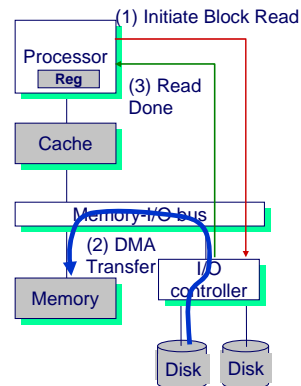 (1) Initiate Block Read
Processor
Reg
(3) Read
Done
Cache
Memory-I/O bus
(2) DMA
Transfer
I/O
controller
Memory
Disk
Disk